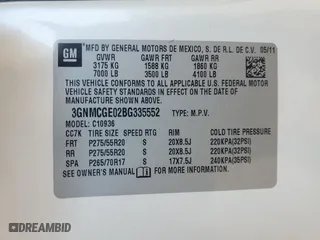 GM
MFD BY GENERAL MOTORS DE MEXICO, S. DE R.L. DE C.V. 05/11
GVWR GAWR FRT GAWR RR
3175 KG 1588 KG 1860 KG
7000 LB 3500 LB 4100 LB
THIS VEHICLE CONFORMS TO ALL APPLICABLE U.S. FEDERAL MOTOR
VEHICLE SAFETY STANDARDS IN EFFECT ON THE DATE OF
MANUFACTURE SHOWN ABOVE.
3GNMCGE02BG335552 TYPE: M.P.V.
MODEL: C10936
CC7K TIRE SIZE SPEED RTG RIM COLD TIRE PRESSURE
FRT P275/55R20 S 20X8.5J 220KPA(32PSI)
RR P275/55R20 S 20X8.5J 220KPA(32PSI)
SPA P265/70R17 S 17X7.5J 240KPA(35PSI)
SEE OWNER'S MANUAL FOR ADDITIONAL INFORMATION.
DREAMBID